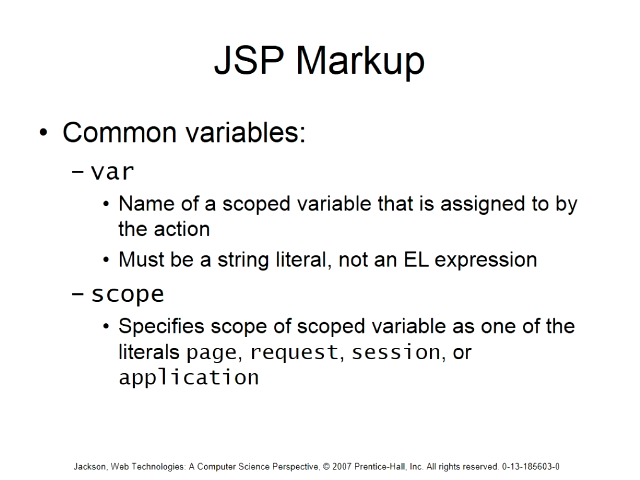 JSP Markup
• Common variables:
– var
• Name of a scoped variable that is assigned to by
the action
• Must be a string literal, not an EL expression
– scope
• Specifies scope of scoped variable as one of the
literals page, request, session, or
application
Jackson, Web Technologies: A Computer Science Perspective, © 2007 Prentice-Hall, Inc. All rights reserved. 0-13-185603-0